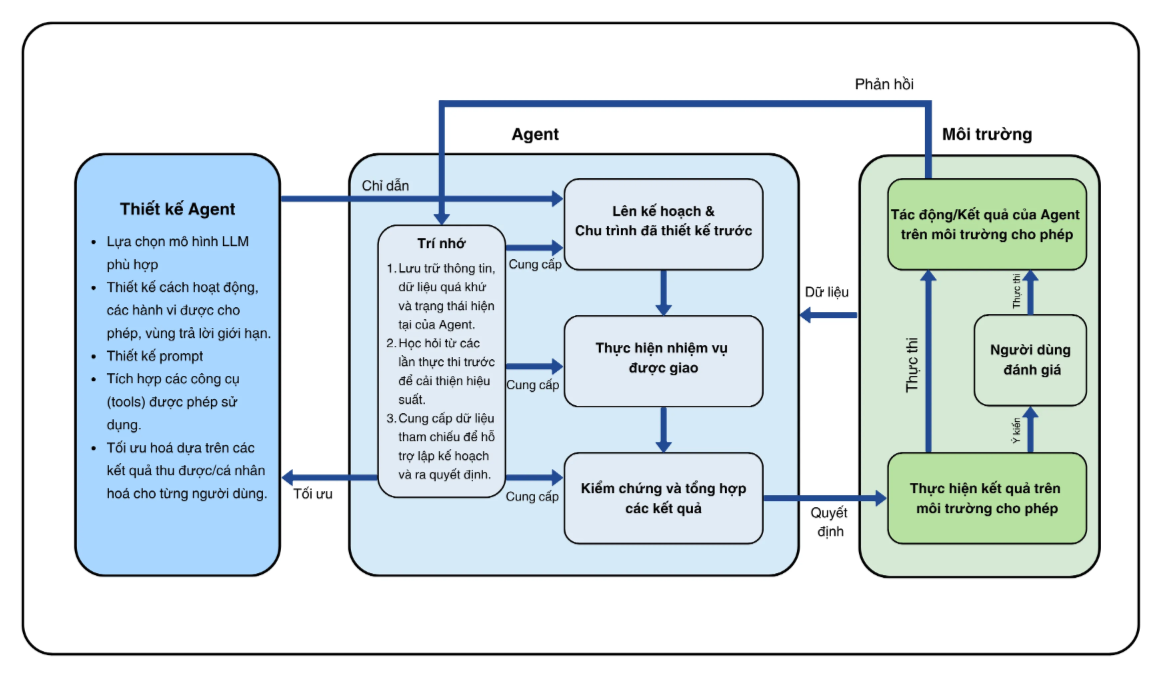 Phản hồi
Agent
Môi trường
Thiết kế Agent
• Lựa chọn mô hình LLM
phù hợp
• Thiết kế cách hoạt động,
các hành vi được cho
phép, vùng trả lời giới hạn.
• Thiết kế prompt
• Tích hợp các công cụ
(tools) được phép sử
dụng.
• Tối ưu hoá dựa trên các
kết quả thu được/cá nhân
hoá cho từng người dùng.
Chỉ dẫn
Tối ưu
Trí nhớ
1. Lưu trữ thông tin,
dữ liệu quá khứ
và trạng thái hiện
tại của Agent.
2. Học hỏi từ các
lần thực thi trước
để cải thiện hiệu
suất.
3. Cung cấp dữ liệu
tham chiếu để hỗ
trợ lập kế hoạch
và ra quyết định.
Cung cấp
Cung cấp
Cung cấp
Lên kế hoạch &
Chu trình đã thiết kế trước
Thực hiện nhiệm vụ
được giao
Kiểm chứng và tổng hợp
các kết quả
Dữ liệu
Quyết
định
Tác động/Kết quả của Agent
trên môi trường cho phép
Thực thi
Thực thi
Người dùng
đánh giá
Ý kiến
Thực hiện kết quả trên
môi trường cho phép